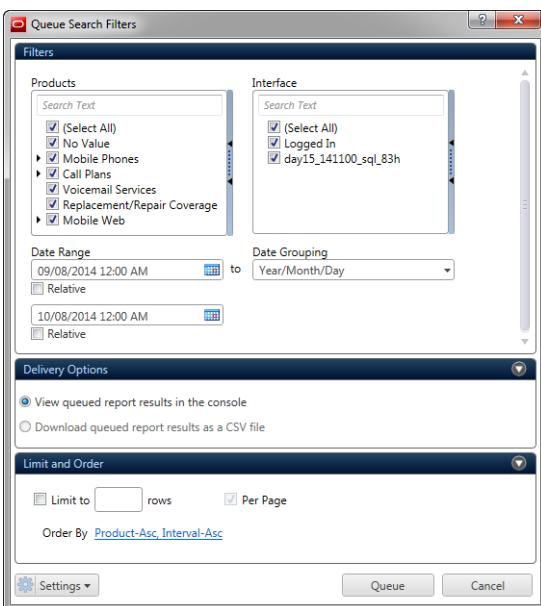 Queue Search Filters
Filters
Products
Search Text
(Select All)
No Value
Mobile Phones
Call Plans
Voicemail Services
Replacement/Repair Coverage
Mobile Web
Interface
Search Text
(Select All)
Logged In
day15_141100_sql_83h
Date Range
09/08/2014 12:00 AM
to
Relative
10/08/2014 12:00 AM
Relative
Date Grouping
Year/Month/Day
Delivery Options
View queued report results in the console
Download queued report results as a CSV file
Limit and Order
Limit to rows
Per Page
Order By Product-Asc, Interval-Asc
Settings
Queue
Cancel